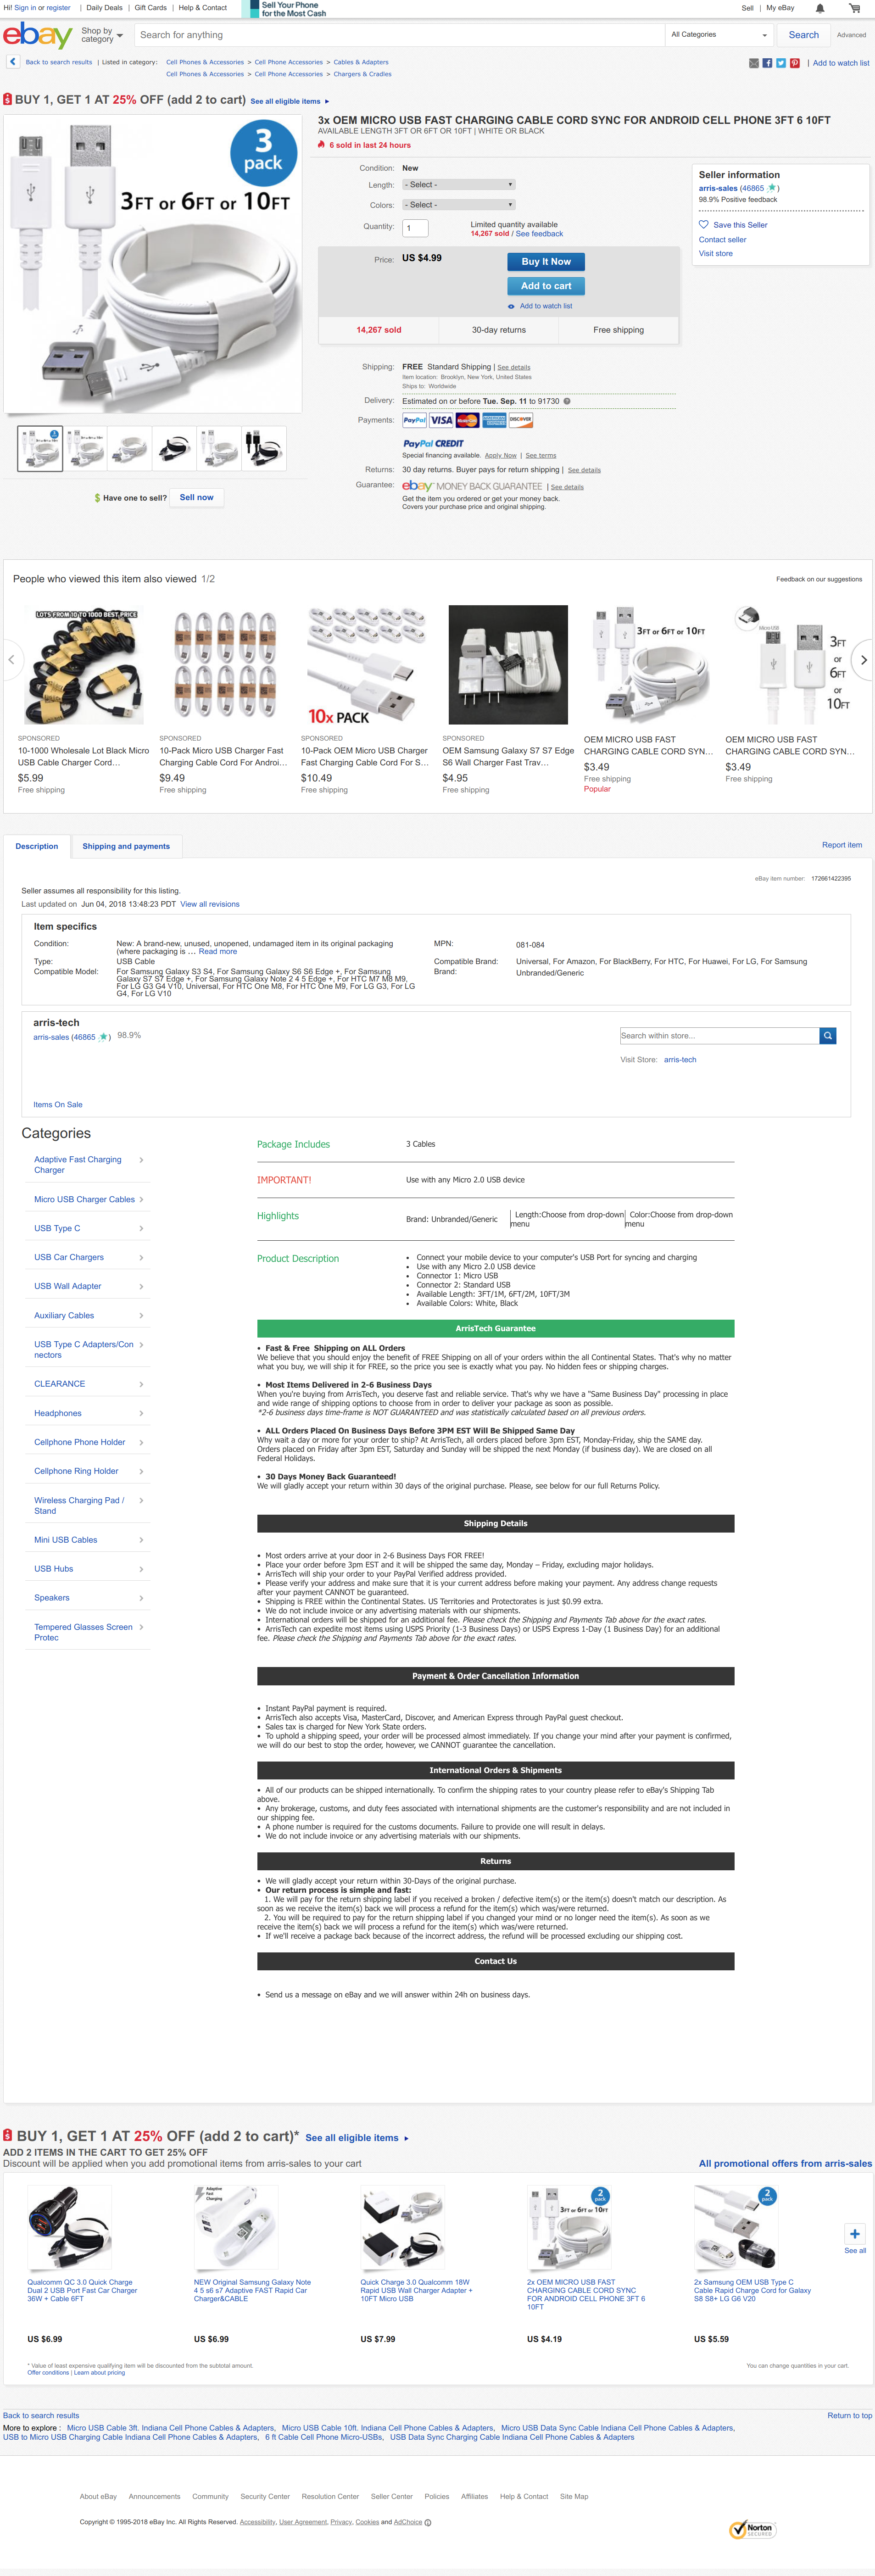 Hi! Sign in or register | Daily Deals | Gift Cards | Help & Contact
Sell Your Phone
for the Most Cash
Sell | My eBay
ebay
Shop by
category
Search for anything
All Categories
Search
Advanced
Back to search results | Listed in category: Cell Phones & Accessories > Cell Phone Accessories > Cables & Adapters
Cell Phones & Accessories > Cell Phone Accessories > Chargers & Cradles
| Add to watch list
BUY 1, GET 1 AT 25% OFF (add 2 to cart) See all eligible items
3 pack
3FT or 6FT or 10FT
Have one to sell? Sell now
3x OEM MICRO USB FAST CHARGING CABLE CORD SYNC FOR ANDROID CELL PHONE 3FT 6 10FT
AVAILABLE LENGTH 3FT OR 6FT OR 10FT | WHITE OR BLACK
6 sold in last 24 hours
Condition: New
Length: - Select -
Colors: - Select -
Quantity: 1
Limited quantity available
14,267 sold / See feedback
Price: US $4.99
Buy It Now
Add to cart
Add to watch list
14,267 sold
30-day returns
Free shipping
Shipping: FREE Standard Shipping | See details
Item location: Brooklyn, New York, United States
Ships to: Worldwide
Delivery: Estimated on or before Tue. Sep. 11 to 91730
Payments: PayPal VISA MasterCard AMERICAN EXPRESS DISCOVER
PayPal CREDIT
Special financing available. Apply Now | See terms
Returns: 30 day returns. Buyer pays for return shipping | See details
Guarantee: ebay MONEY BACK GUARANTEE | See details
Get the item you ordered or get your money back.
Covers your purchase price and original shipping.
Seller information
arris-sales (46865 )
98.9% Positive feedback
Save this Seller
Contact seller
Visit store
People who viewed this item also viewed 1/2
Feedback on our suggestions
LOTS FROM 10 TO 1000 BEST PRICE
SPONSORED
10-1000 Wholesale Lot Black Micro
USB Cable Charger Cord…
$5.99
Free shipping
SPONSORED
10-Pack Micro USB Charger Fast
Charging Cable Cord For Androi…
$9.49
Free shipping
10x PACK
SPONSORED
10-Pack OEM Micro USB Charger
Fast Charging Cable Cord For S…
$10.49
Free shipping
SPONSORED
OEM Samsung Galaxy S7 S7 Edge
S6 Wall Charger Fast Trav…
$4.95
Free shipping
3FT or 6FT or 10FT
OEM MICRO USB FAST
CHARGING CABLE CORD SYN…
$3.49
Free shipping
Popular
Micro USB
3FT
or
6FT
or
10FT
OEM MICRO USB FAST
CHARGING CABLE CORD SYN…
$3.49
Free shipping
Description
Shipping and payments
Report item
eBay item number: 172661422395
Seller assumes all responsibility for this listing.
Last updated on Jun 04, 2018 13:48:23 PDT View all revisions
Item specifics
Condition: New: A brand-new, unused, unopened, undamaged item in its original packaging
(where packaging is ... Read more
MPN: 081-084
Type: USB Cable
Compatible Brand: Universal, For Amazon, For BlackBerry, For HTC, For Huawei, For LG, For Samsung
Compatible Model: For Samsung Galaxy S3 S4, For Samsung Galaxy S6 S6 Edge +, For Samsung
Galaxy S7 S7 Edge +, For Samsung Galaxy Note 2 4 5 Edge +, For HTC M7 M8 M9,
For LG G3 G4 V10, Universal, For HTC One M8, For HTC One M9, For LG G3, For LG
G4, For LG V10
Brand: Unbranded/Generic
arris-tech
arris-sales (46865 ) 98.9%
Search within store...
Visit Store: arris-tech
Items On Sale
Categories
Adaptive Fast Charging
Charger
Micro USB Charger Cables
USB Type C
USB Car Chargers
USB Wall Adapter
Auxiliary Cables
USB Type C Adapters/Con
nectors
CLEARANCE
Headphones
Cellphone Phone Holder
Cellphone Ring Holder
Wireless Charging Pad /
Stand
Mini USB Cables
USB Hubs
Speakers
Tempered Glasses Screen
Protec
Package Includes 3 Cables
IMPORTANT! Use with any Micro 2.0 USB device
Highlights Brand: Unbranded/Generic | Length:Choose from drop-down menu | Color:Choose from drop-down menu
Product Description
• Connect your mobile device to your computer's USB Port for syncing and charging
• Use with any Micro 2.0 USB device
• Connector 1: Micro USB
• Connector 2: Standard USB
• Available Length: 3FT/1M, 6FT/2M, 10FT/3M
• Available Colors: White, Black
ArrisTech Guarantee
• Fast & Free Shipping on ALL Orders
We believe that you should enjoy the benefit of FREE Shipping on all of your orders within the all Continental States. That's why no matter
what you buy, we will ship it for FREE, so the price you see is exactly what you pay. No hidden fees or shipping charges.
• Most Items Delivered in 2-6 Business Days
When you're buying from ArrisTech, you deserve fast and reliable service. That's why we have a "Same Business Day" processing in place
and wide range of shipping options to choose from in order to deliver your package as soon as possible.
*2-6 business days time-frame is NOT GUARANTEED and was statistically calculated based on all previous orders.
• ALL Orders Placed On Business Days Before 3PM EST Will Be Shipped Same Day
Why wait a day or more for your order to ship? At ArrisTech, all orders placed before 3pm EST, Monday-Friday, ship the SAME day.
Orders placed on Friday after 3pm EST, Saturday and Sunday will be shipped the next Monday (if business day). We are closed on all
Federal Holidays.
• 30 Days Money Back Guaranteed!
We will gladly accept your return within 30 days of the original purchase. Please, see below for our full Returns Policy.
Shipping Details
• Most orders arrive at your door in 2-6 Business Days FOR FREE!
• Place your order before 3pm EST and it will be shipped the same day, Monday – Friday, excluding major holidays.
• ArrisTech will ship your order to your PayPal Verified address provided.
• Please verify your address and make sure that it is your current address before making your payment. Any address change requests
after your payment CANNOT be guaranteed.
• Shipping is FREE within the Continental States. US Territories and Protectorates is just $0.99 extra.
• We do not include invoice or any advertising materials with our shipments.
• International orders will be shipped for an additional fee. Please check the Shipping and Payments Tab above for the exact rates.
• ArrisTech can expedite most items using USPS Priority (1-3 Business Days) or USPS Express 1-Day (1 Business Day) for an additional
fee. Please check the Shipping and Payments Tab above for the exact rates.
Payment & Order Cancellation Information
• Instant PayPal payment is required.
• ArrisTech also accepts Visa, MasterCard, Discover, and American Express through PayPal guest checkout.
• Sales tax is charged for New York State orders.
• To uphold a shipping speed, your order will be processed almost immediately. If you change your mind after your payment is confirmed,
we will do our best to stop the order, however, we CANNOT guarantee the cancellation.
International Orders & Shipments
• All of our products can be shipped internationally. To confirm the shipping rates to your country please refer to eBay's Shipping Tab
above.
• Any brokerage, customs, and duty fees associated with international shipments are the customer's responsibility and are not included in
our shipping fee.
• A phone number is required for the customs documents. Failure to provide one will result in delays.
• We do not include invoice or any advertising materials with our shipments.
Returns
• We will gladly accept your return within 30-Days of the original purchase.
• Our return process is simple and fast:
1. We will pay for the return shipping label if you received a broken / defective item(s) or the item(s) doesn't match our description. As
soon as we receive the item(s) back we will process a refund for the item(s) which was/were returned.
2. You will be required to pay for the return shipping label if you changed your mind or no longer need the item(s). As soon as we
receive the item(s) back we will process a refund for the item(s) which was/were returned.
• If we'll receive a package back because of the incorrect address, the refund will be processed excluding our shipping cost.
Contact Us
• Send us a message on eBay and we will answer within 24h on business days.
BUY 1, GET 1 AT 25% OFF (add 2 to cart)* See all eligible items
ADD 2 ITEMS IN THE CART TO GET 25% OFF
Discount will be applied when you add promotional items from arris-sales to your cart
All promotional offers from arris-sales
Qualcomm QC 3.0 Quick Charge
Dual 2 USB Port Fast Car Charger
36W + Cable 6FT
US $6.99
Adaptive
Fast
Charging
NEW Original Samsung Galaxy Note
4 5 s6 s7 Adaptive FAST Rapid Car
Charger&CABLE
US $6.99
Quick Charge 3.0 Qualcomm 18W
Rapid USB Wall Charger Adapter +
10FT Micro USB
US $7.99
2 pack
3FT or 6FT or 10FT
2x OEM MICRO USB FAST
CHARGING CABLE CORD SYNC
FOR ANDROID CELL PHONE 3FT 6
10FT
US $4.19
2 pack
2x Samsung OEM USB Type C
Cable Rapid Charge Cord for Galaxy
S8 S8+ LG G6 V20
US $5.59
See all
* Value of least expensive qualifying item will be discounted from the subtotal amount.
Offer conditions | Learn about pricing
You can change quantities in your cart.
Back to search results
Return to top
More to explore : Micro USB Cable 3ft. Indiana Cell Phone Cables & Adapters, Micro USB Cable 10ft. Indiana Cell Phone Cables & Adapters, Micro USB Data Sync Cable Indiana Cell Phone Cables & Adapters,
USB to Micro USB Charging Cable Indiana Cell Phone Cables & Adapters, 6 ft Cable Cell Phone Micro-USBs, USB Data Sync Charging Cable Indiana Cell Phone Cables & Adapters
About eBay Announcements Community Security Center Resolution Center Seller Center Policies Affiliates Help & Contact Site Map
Copyright © 1995-2018 eBay Inc. All Rights Reserved. Accessibility, User Agreement, Privacy, Cookies and AdChoice
Norton
SECURED